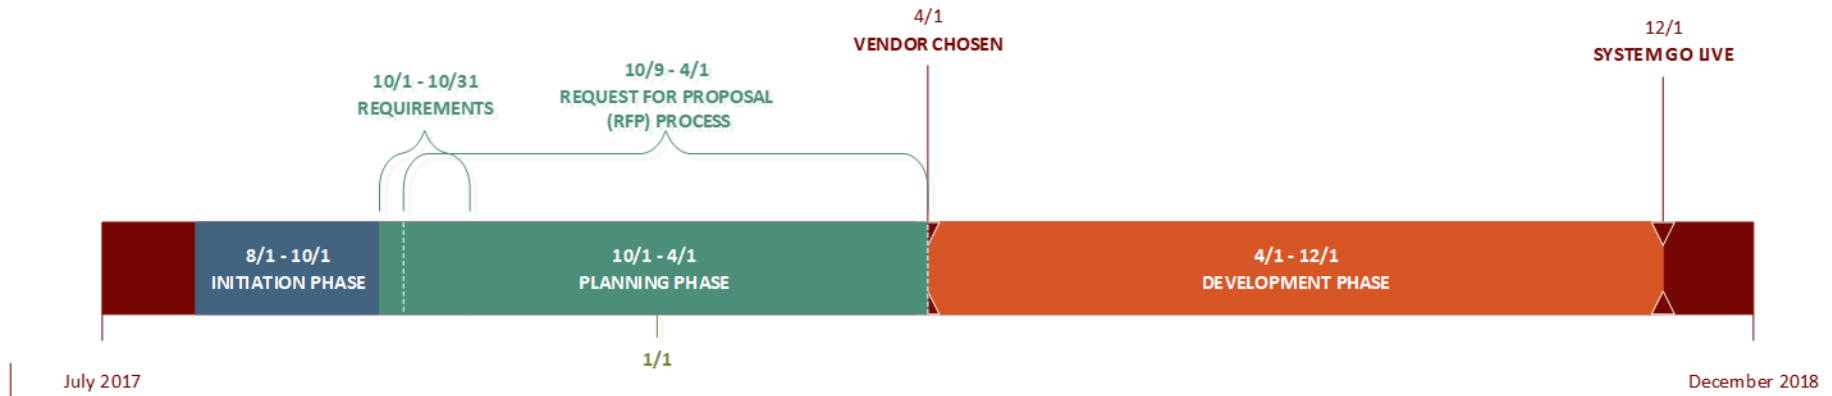 4/1
VENDOR CHOSEN
12/1
SYSTEM GO LIVE
10/1 - 10/31
REQUIREMENTS
10/9 - 4/1
REQUEST FOR PROPOSAL
(RFP) PROCESS
8/1 - 10/1
INITIATION PHASE
10/1 - 4/1
PLANNING PHASE
4/1 - 12/1
DEVELOPMENT PHASE
1/1
July 2017
December 2018